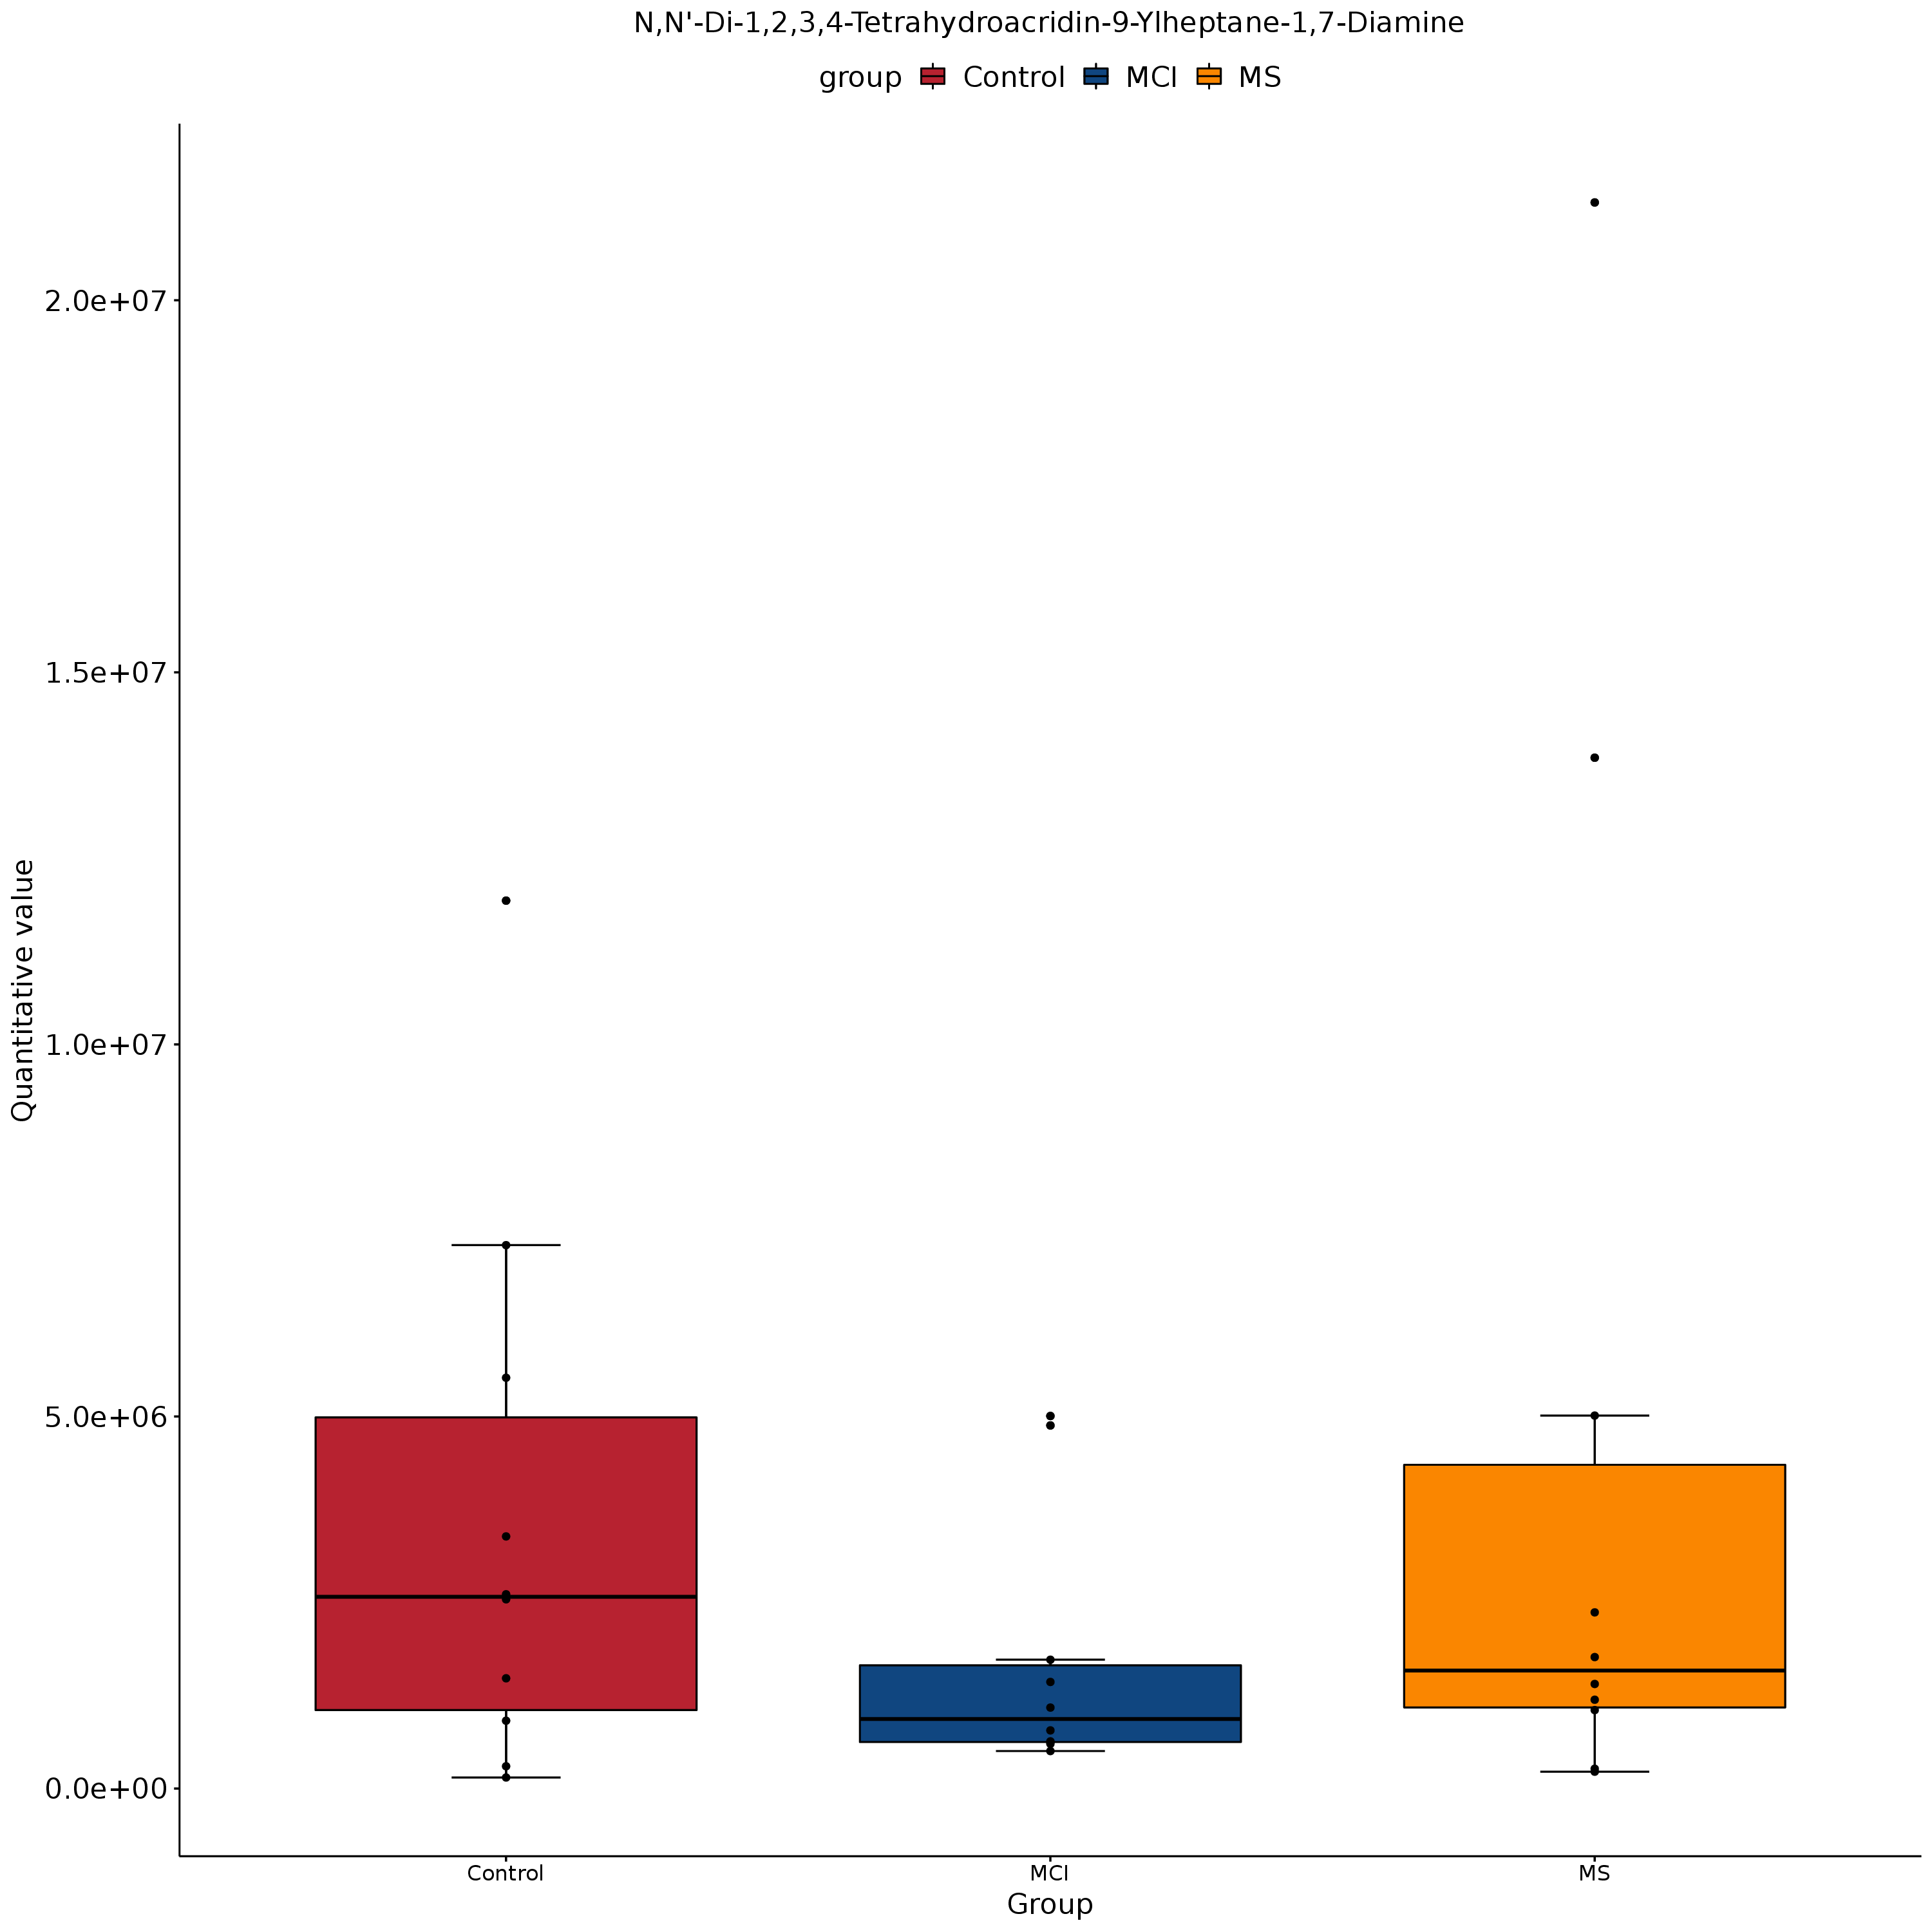 N,N'-Di-1,2,3,4-Tetrahydroacridin-9-Ylheptane-1,7-Diamine
group Control MCI MS
2.0e+07
1.5e+07
1.0e+07
5.0e+06
0.0e+00
Quantitative value
Control MCI MS
Group